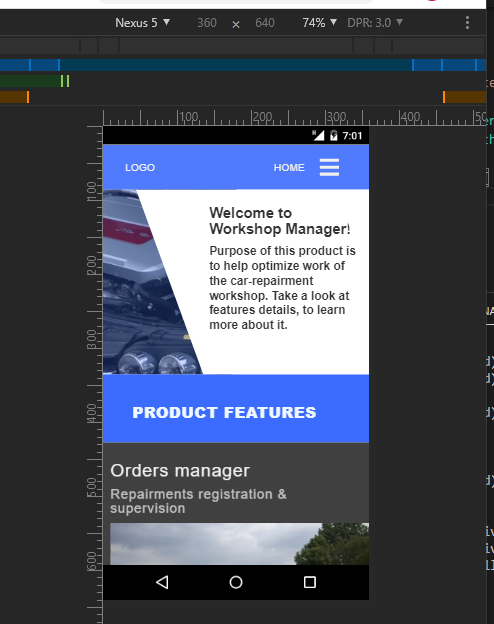 Nexus 5 ▼ 360 × 640 74% ▼ DPR: 3.0 ▼
100 200 300 400
100
200
300
400
500
600
7:01
LOGO HOME
Welcome to
Workshop Manager!
Purpose of this product is
to help optimize work of
the car-repairment
workshop. Take a look at
features details, to learn
more about it.
PRODUCT FEATURES
Orders manager
Repairments registration &
supervision